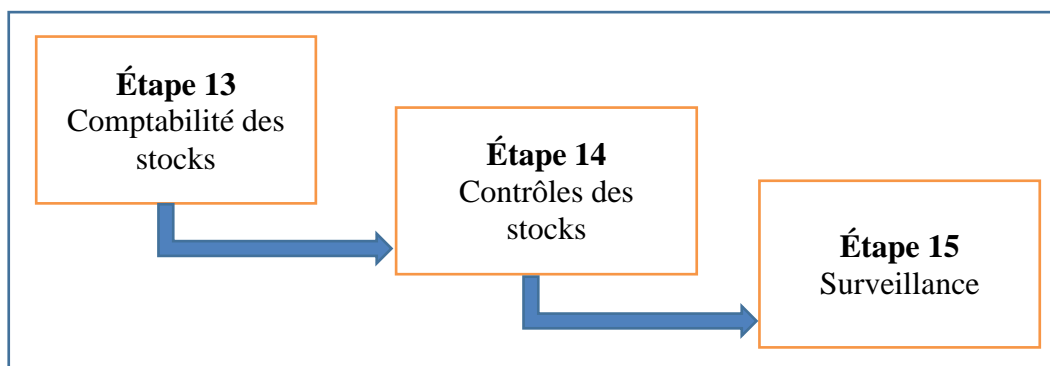 Étape 13
Comptabilité des
stocks
Étape 14
Contrôles des
stocks
Étape 15
Surveillance